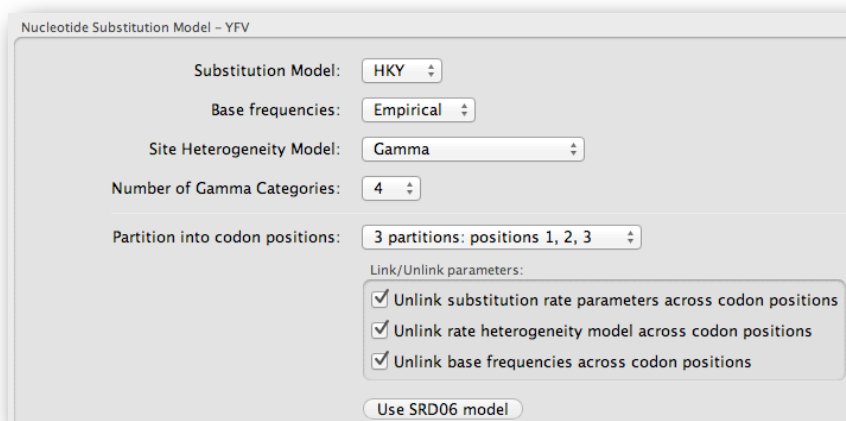 Nucleotide Substitution Model – YFV
Substitution Model: HKY
Base frequencies: Empirical
Site Heterogeneity Model: Gamma
Number of Gamma Categories: 4
Partition into codon positions: 3 partitions: positions 1, 2, 3
Link/Unlink parameters:
Unlink substitution rate parameters across codon positions
Unlink rate heterogeneity model across codon positions
Unlink base frequencies across codon positions
Use SRD06 model